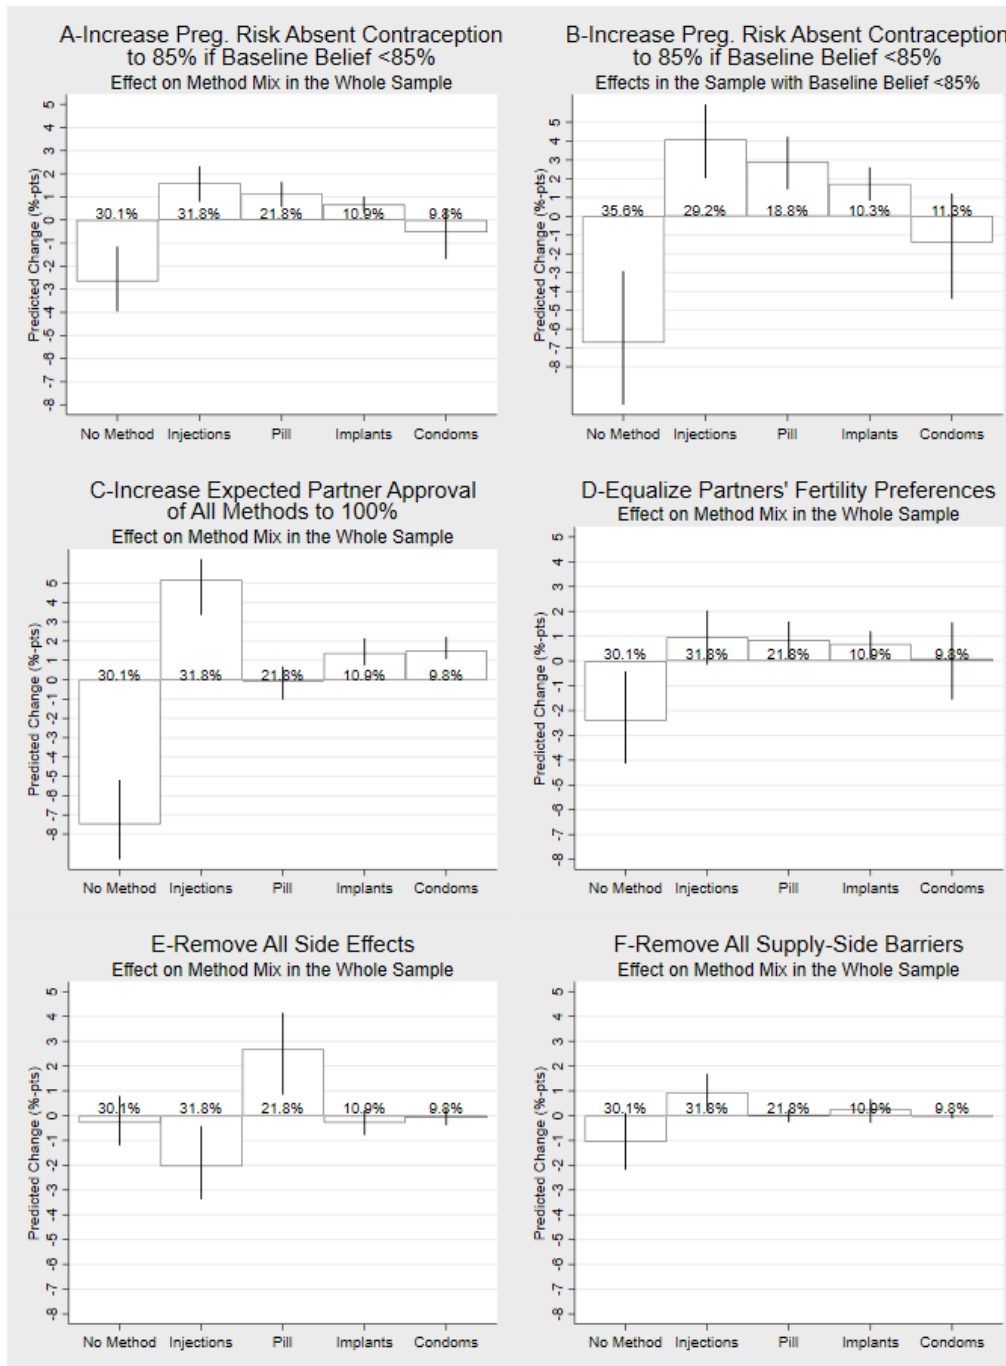 A-Increase Preg. Risk Absent Contraception
to 85% if Baseline Belief <85%
Effect on Method Mix in the Whole Sample
Predicted Change (%-pts)
5
4
3
2
1
0
-1
-2
-3
-4
-5
-6
-7
-8
30.1% 31.8% 21.8% 10.9% 9.8%
No Method Injections Pill Implants Condoms
B-Increase Preg. Risk Absent Contraception
to 85% if Baseline Belief <85%
Effects in the Sample with Baseline Belief <85%
Predicted Change (%-pts)
5
4
3
2
1
0
-1
-2
-3
-4
-5
-6
-7
-8
35.6% 29.2% 18.8% 10.3% 11.3%
No Method Injections Pill Implants Condoms
C-Increase Expected Partner Approval
of All Methods to 100%
Effect on Method Mix in the Whole Sample
Predicted Change (%-pts)
5
4
3
2
1
0
-1
-2
-3
-4
-5
-6
-7
-8
30.1% 31.8% 21.8% 10.9% 9.8%
No Method Injections Pill Implants Condoms
D-Equalize Partners' Fertility Preferences
Effect on Method Mix in the Whole Sample
Predicted Change (%-pts)
5
4
3
2
1
0
-1
-2
-3
-4
-5
-6
-7
-8
30.1% 31.8% 21.8% 10.9% 9.8%
No Method Injections Pill Implants Condoms
E-Remove All Side Effects
Effect on Method Mix in the Whole Sample
Predicted Change (%-pts)
5
4
3
2
1
0
-1
-2
-3
-4
-5
-6
-7
-8
30.1% 31.8% 21.8% 10.9% 9.8%
No Method Injections Pill Implants Condoms
F-Remove All Supply-Side Barriers
Effect on Method Mix in the Whole Sample
Predicted Change (%-pts)
5
4
3
2
1
0
-1
-2
-3
-4
-5
-6
-7
-8
30.1% 31.8% 21.8% 10.9% 9.8%
No Method Injections Pill Implants Condoms